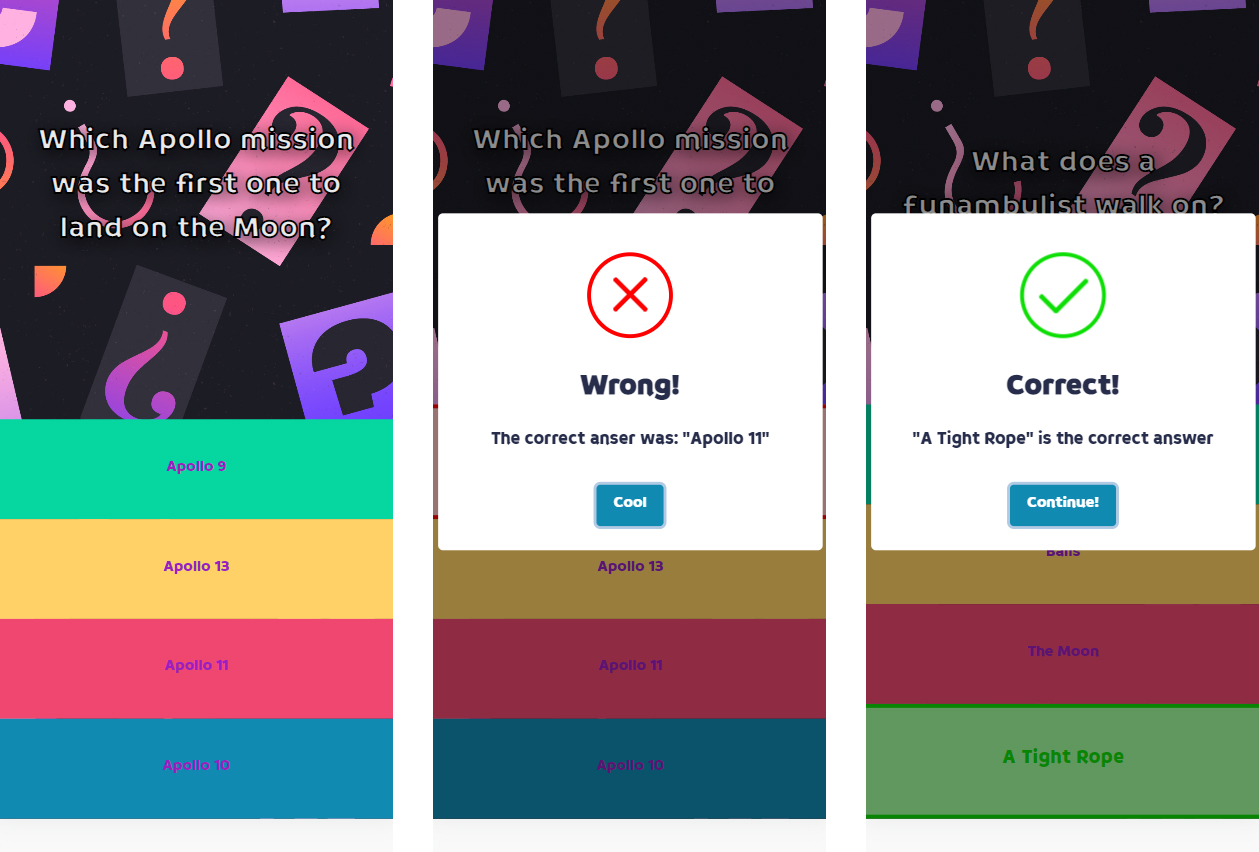 Which Apollo mission
was the first one to
land on the Moon?
Apollo 9
Apollo 13
Apollo 11
Apollo 10
Which Apollo mission
was the first one to
Wrong!
The correct anser was: "Apollo 11"
Cool
Apollo 13
Apollo 11
Apollo 10
What does a
funambulist walk on?
Correct!
"A Tight Rope" is the correct answer
Continue!
Balls
The Moon
A Tight Rope